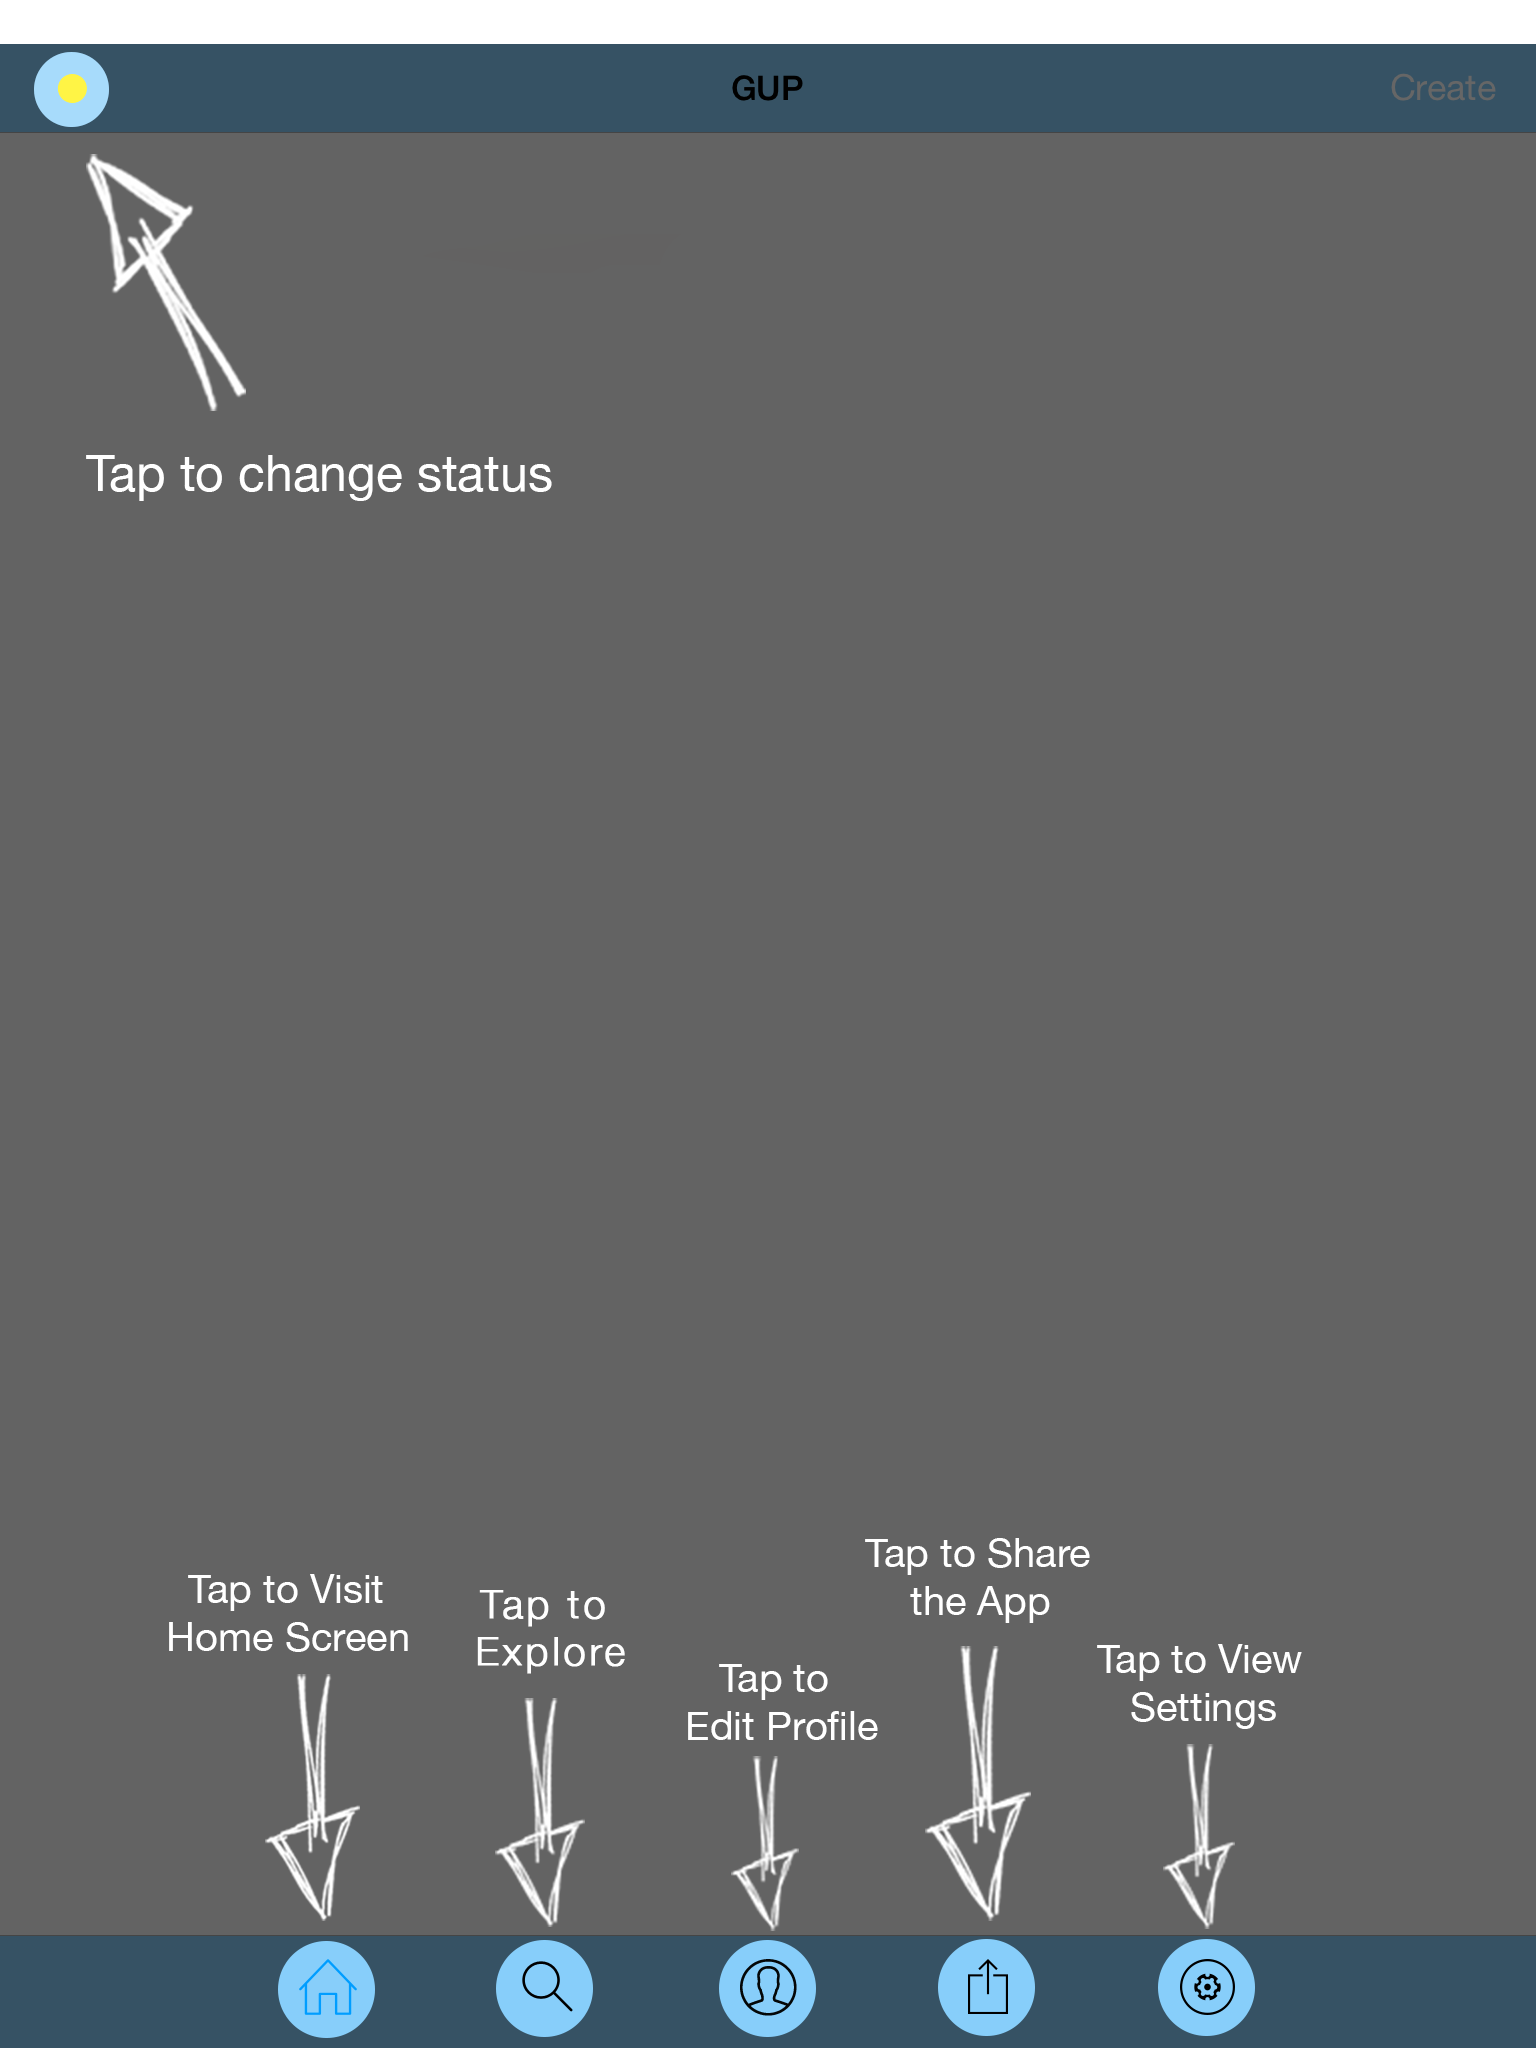 GUP
Create
Tap to change status
Tap to Visit
Home Screen
Tap to
Explore
Tap to
Edit Profile
Tap to Share
the App
Tap to View
Settings